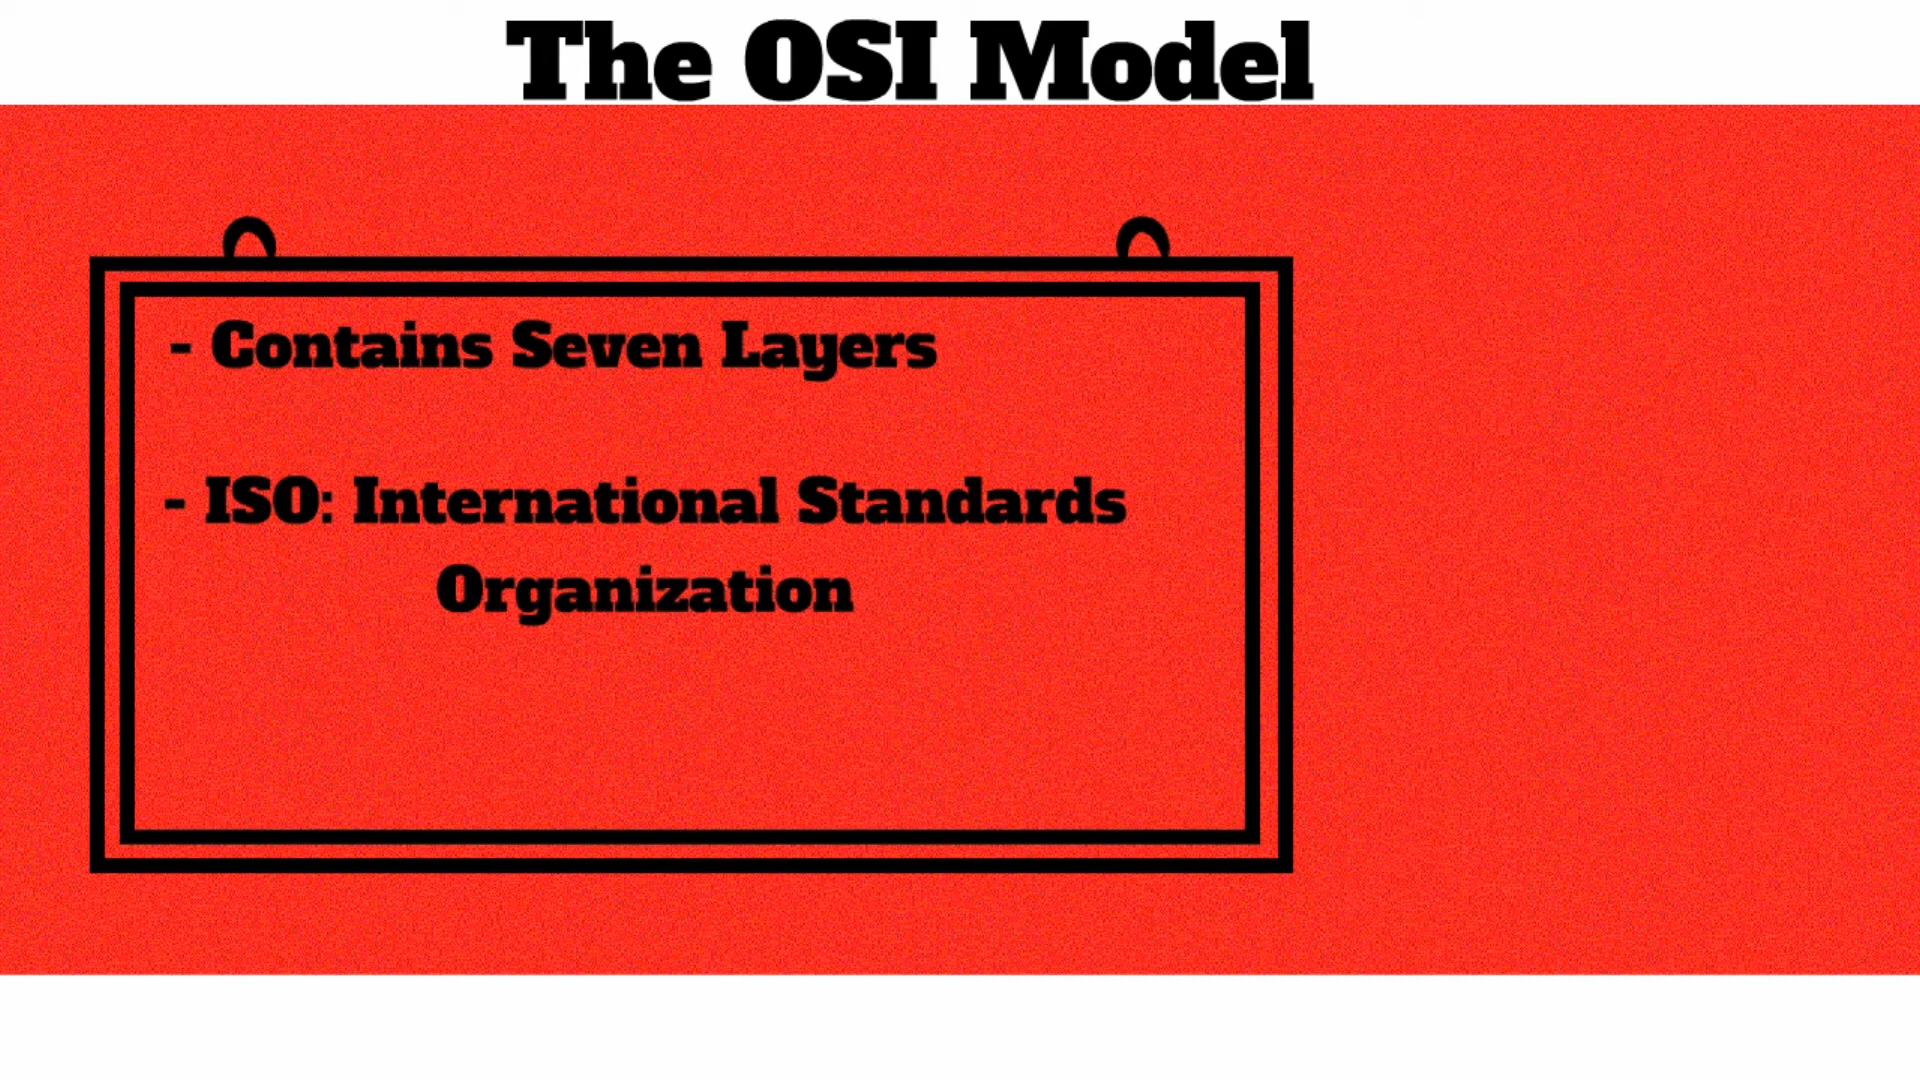 The OSI Model
- Contains Seven Layers
- ISO: International Standards
Organization